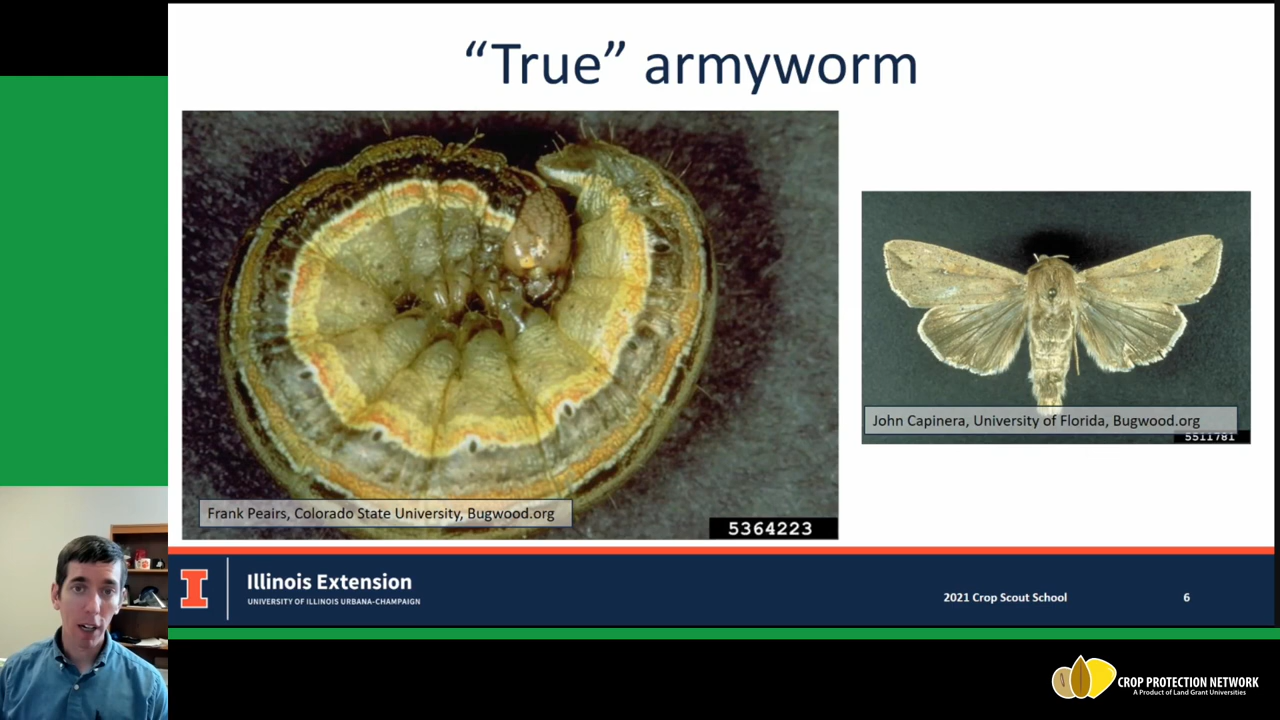 “True” armyworm
John Capinera, University of Florida, Bugwood.org
5511781
Frank Peairs, Colorado State University, Bugwood.org
5364223
I
Illinois Extension
UNIVERSITY OF ILLINOIS URBANA-CHAMPAIGN
2021 Crop Scout School
6
CROP PROTECTION NETWORK
A Product of Land Grant Universities